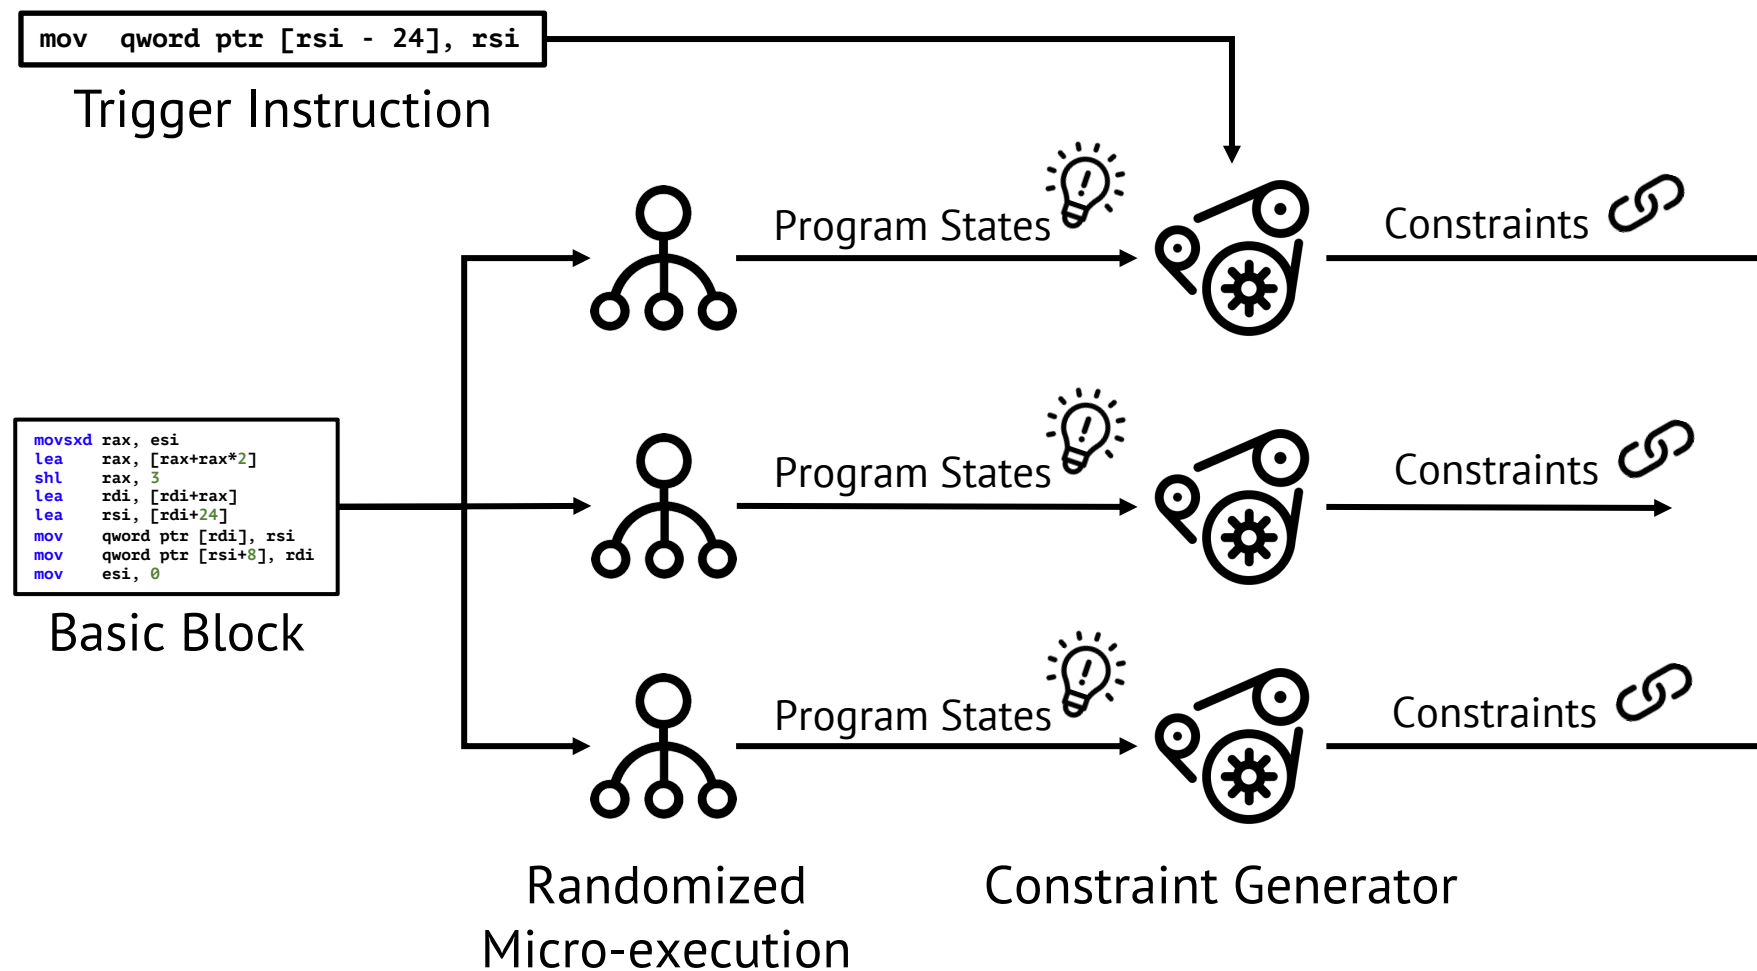 mov  qword ptr [rsi - 24], rsi
Trigger Instruction
Program States
Constraints
movsxd rax, esi
lea    rax, [rax+rax*2]
shl    rax, 3
lea    rdi, [rdi+rax]
lea    rsi, [rdi+24]
mov    qword ptr [rdi], rsi
mov    qword ptr [rsi+8], rdi
mov    esi, 0
Basic Block
Program States
Constraints
Program States
Constraints
Randomized
Micro-execution
Constraint Generator